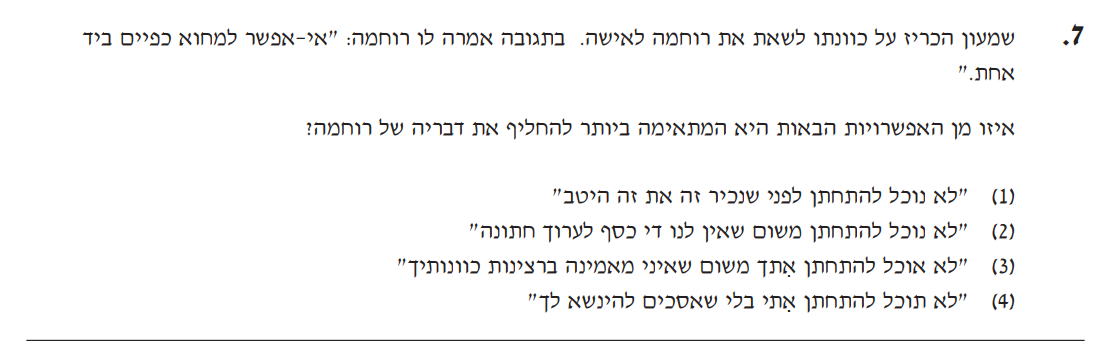 7. שמעון הכריז על כוונתו לשאת את רוחמה לאישה. בתגובה אמרה לו רוחמה: "אי-אפשר למחוא כפיים ביד
אחת."
איזו מן האפשרויות הבאות היא המתאימה ביותר להחליף את דבריה של רוחמה?
(1) "לא נוכל להתחתן לפני שנכיר זה את זה היטב"
(2) "לא נוכל להתחתן משום שאין לנו די כסף לערוך חתונה"
(3) "לא אוכל להתחתן אִתך משום שאיני מאמינה ברצינות כוונותיך"
(4) "לא תוכל להתחתן אִתי בלי שאסכים להינשא לך"